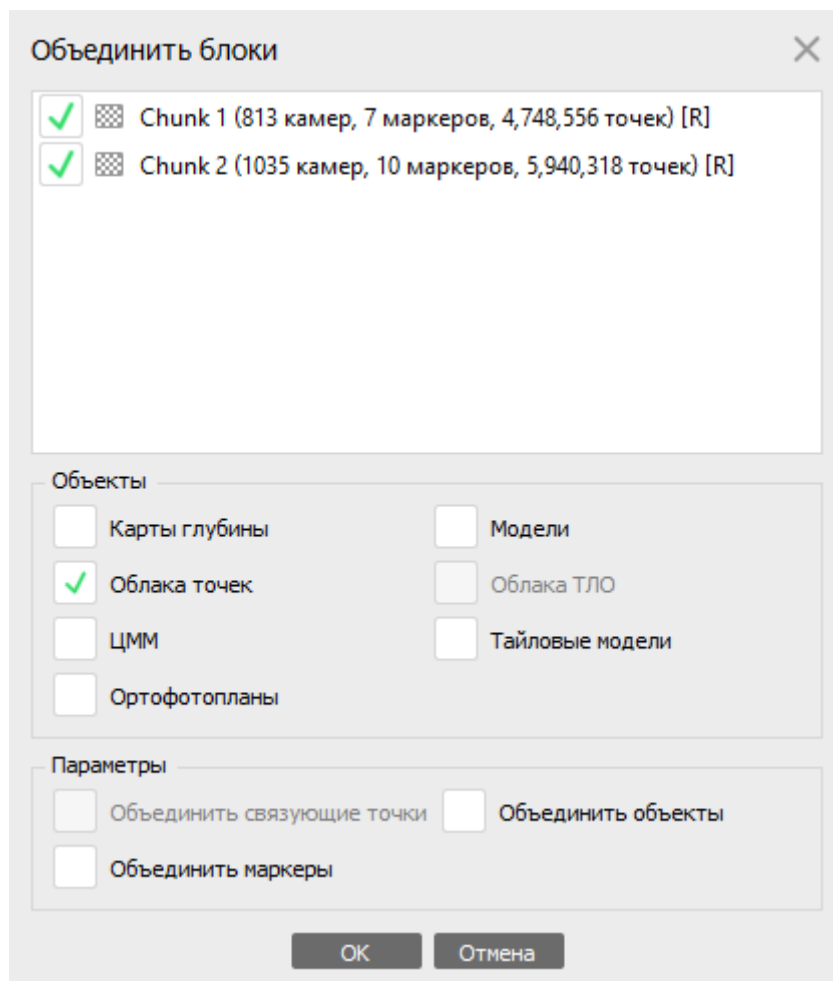 Объединить блоки
Chunk 1 (813 камер, 7 маркеров, 4,748,556 точек) [R]
Chunk 2 (1035 камер, 10 маркеров, 5,940,318 точек) [R]
Объекты
Карты глубины
Модели
Облака точек
Облака ТЛО
ЦММ
Тайловые модели
Ортофотопланы
Параметры
Объединить связующие точки
Объединить объекты
Объединить маркеры
OK
Отмена